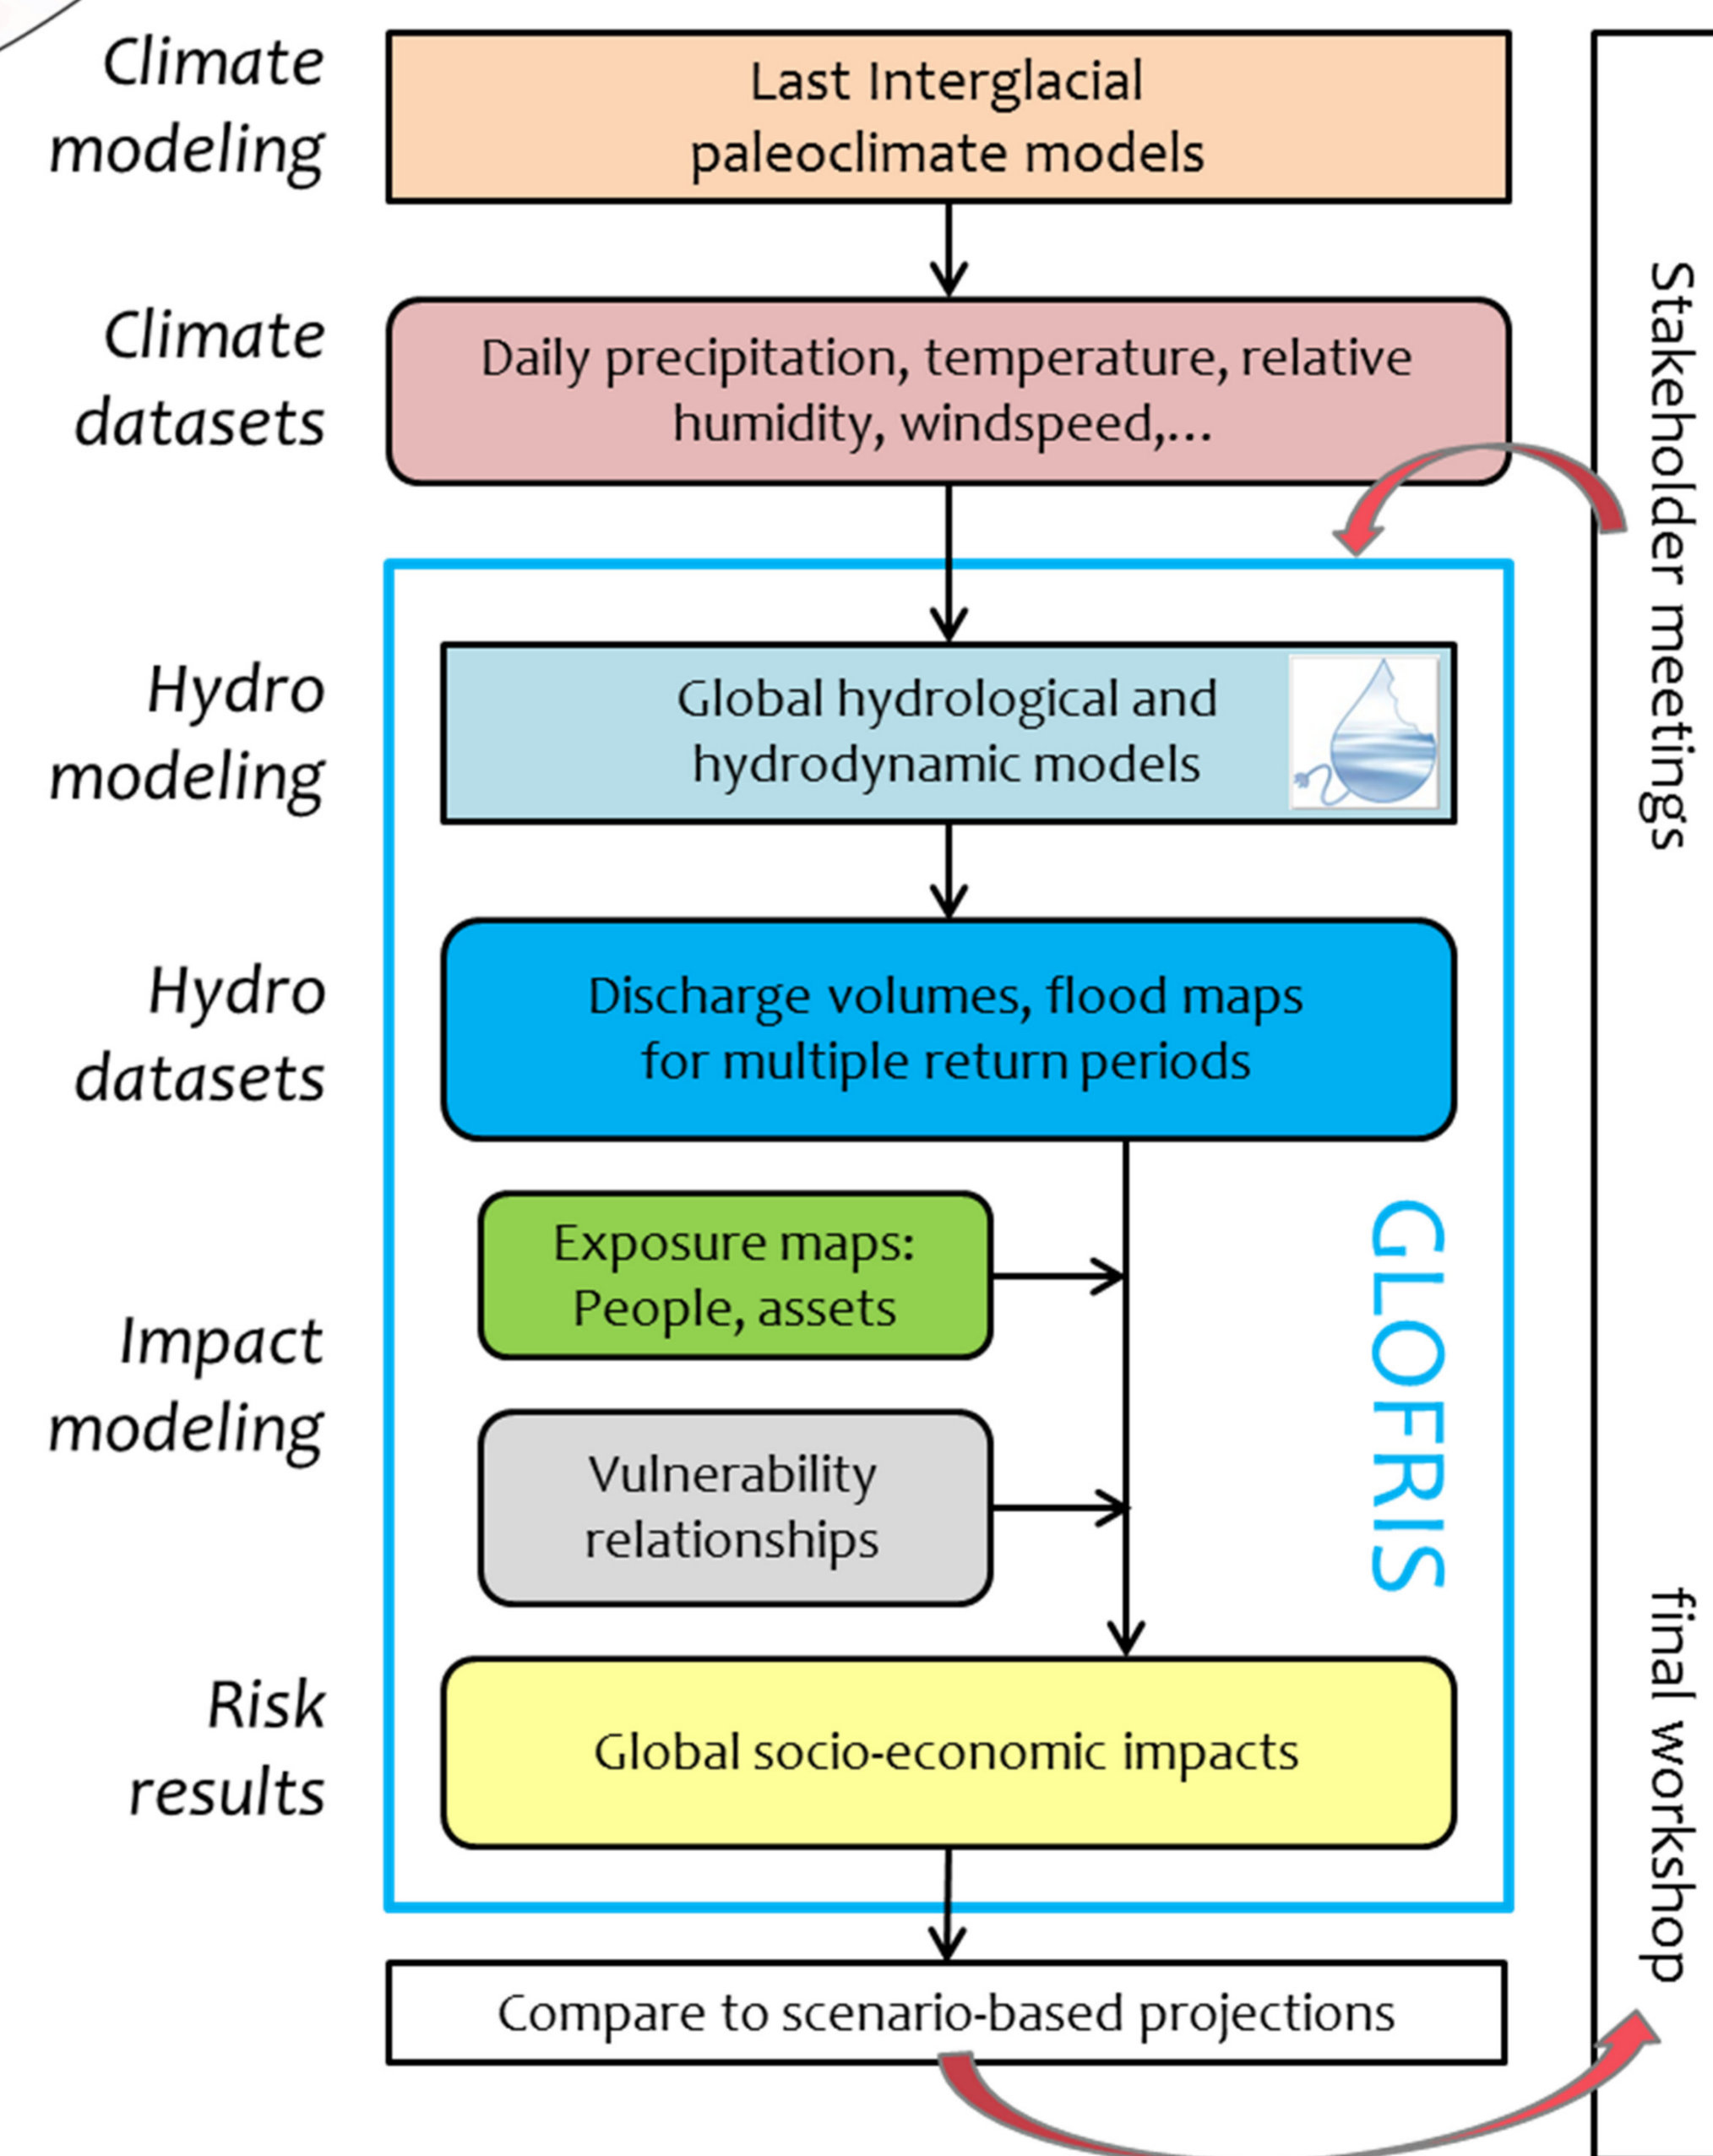 Climate
modeling
Last Interglacial
paleoclimate models
Climate
datasets
Daily precipitation, temperature, relative
humidity, windspeed,...
Stakeholder meetings
Hydro
modeling
Global hydrological and
hydrodynamic models
Hydro
datasets
Discharge volumes, flood maps
for multiple return periods
Impact
modeling
Exposure maps:
People, assets
Vulnerability
relationships
GLOFRIS
Risk
results
Global socio-economic impacts
final workshop
Compare to scenario-based projections